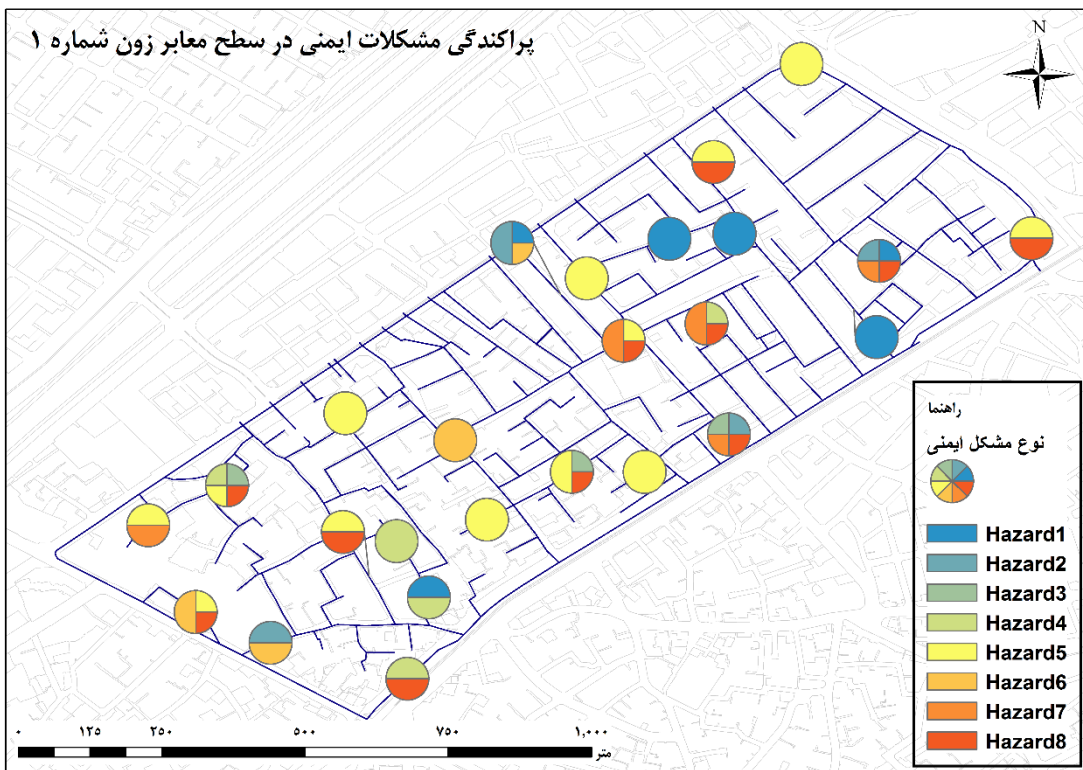 پراکندگی مشکلات ایمنی در سطح معابر زون شماره ۱
N
راهنما
نوع مشکل ایمنی
Hazard1
Hazard2
Hazard3
Hazard4
Hazard5
Hazard6
Hazard7
Hazard8
۰ ۱۲۵ ۲۵۰ ۵۰۰ ۷۵۰ ۱,۰۰۰
متر